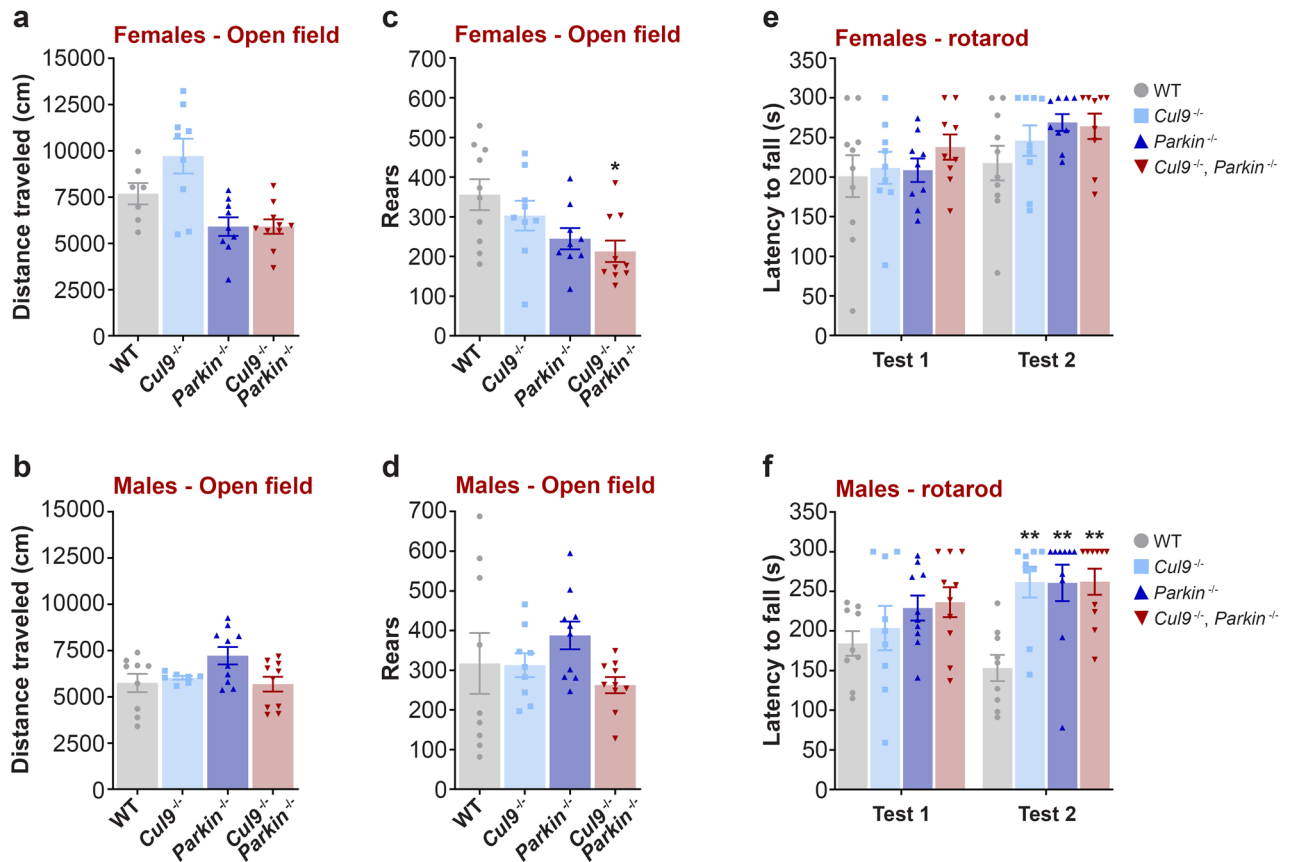 a
Females - Open field
Distance traveled (cm)
15000
12500
10000
7500
5000
2500
0
WT
Cul9⁻/⁻
Parkin⁻/⁻
Cul9⁻/⁻
Parkin⁻/⁻
c
Females - Open field
Rears
700
600
500
400
300
200
100
0
*
WT
Cul9⁻/⁻
Parkin⁻/⁻
Cul9⁻/⁻
Parkin⁻/⁻
e
Females - rotarod
Latency to fall (s)
350
300
250
200
150
100
50
0
Test 1
Test 2
WT
Cul9⁻/⁻
Parkin⁻/⁻
Cul9⁻/⁻, Parkin⁻/⁻
b
Males - Open field
Distance traveled (cm)
15000
12500
10000
7500
5000
2500
0
WT
Cul9⁻/⁻
Parkin⁻/⁻
Cul9⁻/⁻
Parkin⁻/⁻
d
Males - Open field
Rears
700
600
500
400
300
200
100
0
WT
Cul9⁻/⁻
Parkin⁻/⁻
Cul9⁻/⁻
Parkin⁻/⁻
f
Males - rotarod
Latency to fall (s)
350
300
250
200
150
100
50
0
** ** **
Test 1
Test 2
WT
Cul9⁻/⁻
Parkin⁻/⁻
Cul9⁻/⁻, Parkin⁻/⁻